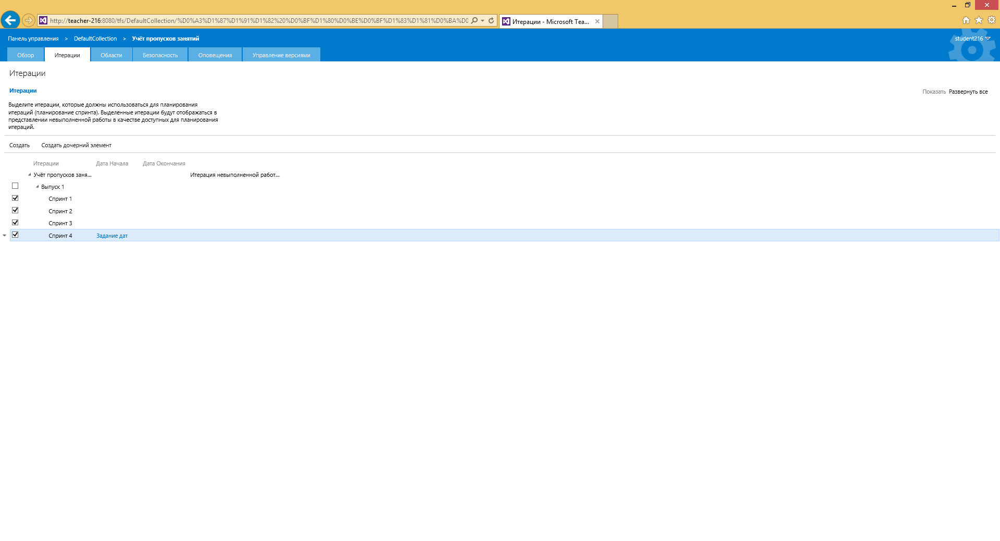 http://teacher-216:8080/tfs/DefaultCollection/%D0%A3%D1%87%D1%91%D1%82%20%D0%BF%D1%80%D0%BE%D0%BF%D1%83%D1%81%D0%BA%D0 Итерации - Microsoft Tea...
Панель управления > DefaultCollection > Учёт пропусков занятий student216
Обзор Итерации Области Безопасность Оповещения Управление версиями
Итерации
Итерации
Показать Развернуть все
Выделите итерации, которые должны использоваться для планирования
итераций (планирование спринта). Выделенные итерации будут отображаться в
представлении невыполненной работы в качестве доступных для планирования
итераций.
Создать Создать дочерний элемент
Итерации Дата Начала Дата Окончания
Учёт пропусков заня... Итерация невыполненной работ...
Выпуск 1
Спринт 1
Спринт 2
Спринт 3
Спринт 4 Задание дат